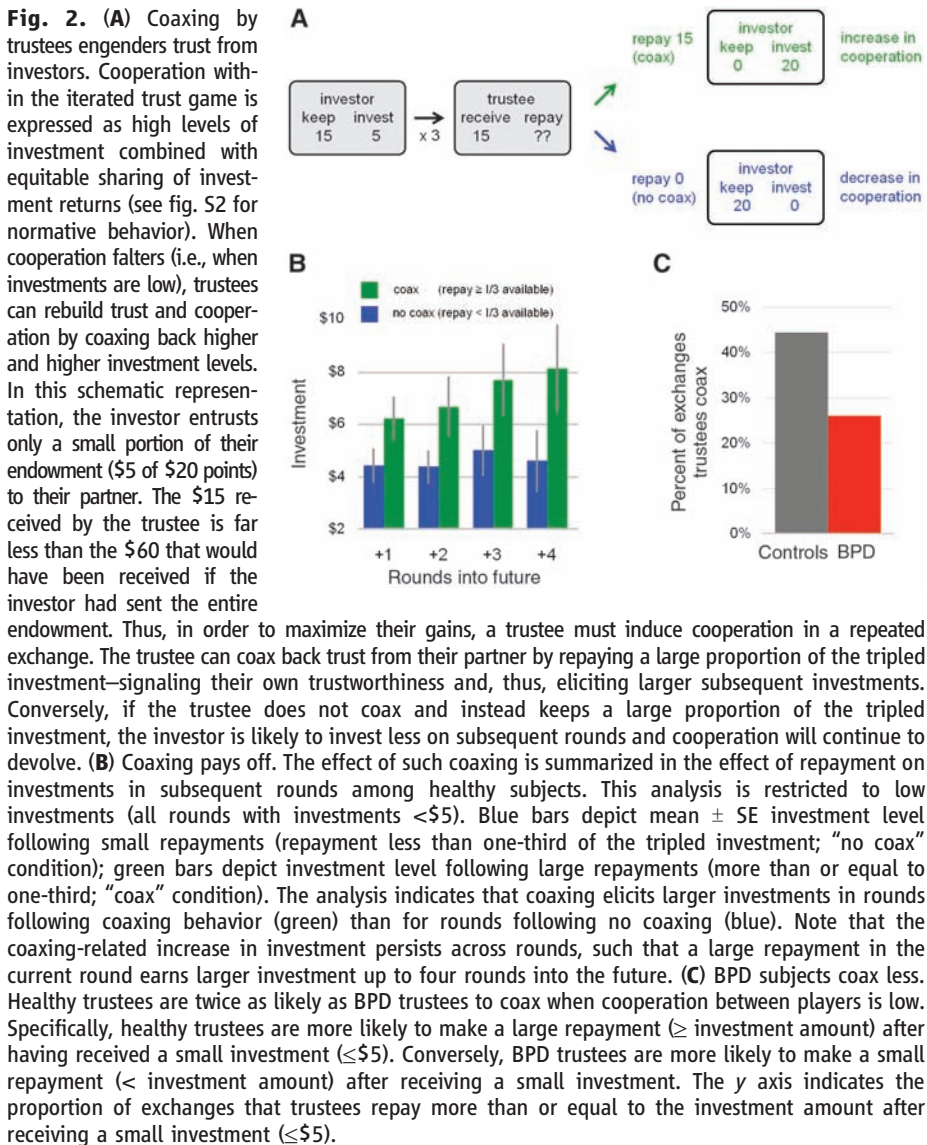 Fig. 2. (A) Coaxing by
trustees engenders trust from
investors. Cooperation with-
in the iterated trust game is
expressed as high levels of
investment combined with
equitable sharing of invest-
ment returns (see fig. S2 for
normative behavior). When
cooperation falters (i.e., when
investments are low), trustees
can rebuild trust and cooper-
ation by coaxing back higher
and higher investment levels.
In this schematic represen-
tation, the investor entrusts
only a small portion of their
endowment ($5 of $20 points)
to their partner. The $15 re-
ceived by the trustee is far
less than the $60 that would
have been received if the
investor had sent the entire
A
investor
keep invest
15 5
x 3
trustee
receive repay
15 ??
repay 15
(coax)
investor
keep invest
0 20
increase in
cooperation
repay 0
(no coax)
investor
keep invest
20 0
decrease in
cooperation
B
coax (repay ≥ 1/3 available)
no coax (repay < 1/3 available)
$10
$8
$6
$4
$2
Investment
+1 +2 +3 +4
Rounds into future
C
50%
40%
30%
20%
10%
0%
Percent of exchanges
trustees coax
Controls BPD
endowment. Thus, in order to maximize their gains, a trustee must induce cooperation in a repeated
exchange. The trustee can coax back trust from their partner by repaying a large proportion of the tripled
investment—signaling their own trustworthiness and, thus, eliciting larger subsequent investments.
Conversely, if the trustee does not coax and instead keeps a large proportion of the tripled
investment, the investor is likely to invest less on subsequent rounds and cooperation will continue to
devolve. (B) Coaxing pays off. The effect of such coaxing is summarized in the effect of repayment on
investments in subsequent rounds among healthy subjects. This analysis is restricted to low
investments (all rounds with investments <$5). Blue bars depict mean ± SE investment level
following small repayments (repayment less than one-third of the tripled investment; “no coax”
condition); green bars depict investment level following large repayments (more than or equal to
one-third; “coax” condition). The analysis indicates that coaxing elicits larger investments in rounds
following coaxing behavior (green) than for rounds following no coaxing (blue). Note that the
coaxing-related increase in investment persists across rounds, such that a large repayment in the
current round earns larger investment up to four rounds into the future. (C) BPD subjects coax less.
Healthy trustees are twice as likely as BPD trustees to coax when cooperation between players is low.
Specifically, healthy trustees are more likely to make a large repayment (≥ investment amount) after
having received a small investment (≤$5). Conversely, BPD trustees are more likely to make a small
repayment (< investment amount) after receiving a small investment. The y axis indicates the
proportion of exchanges that trustees repay more than or equal to the investment amount after
receiving a small investment (≤$5).